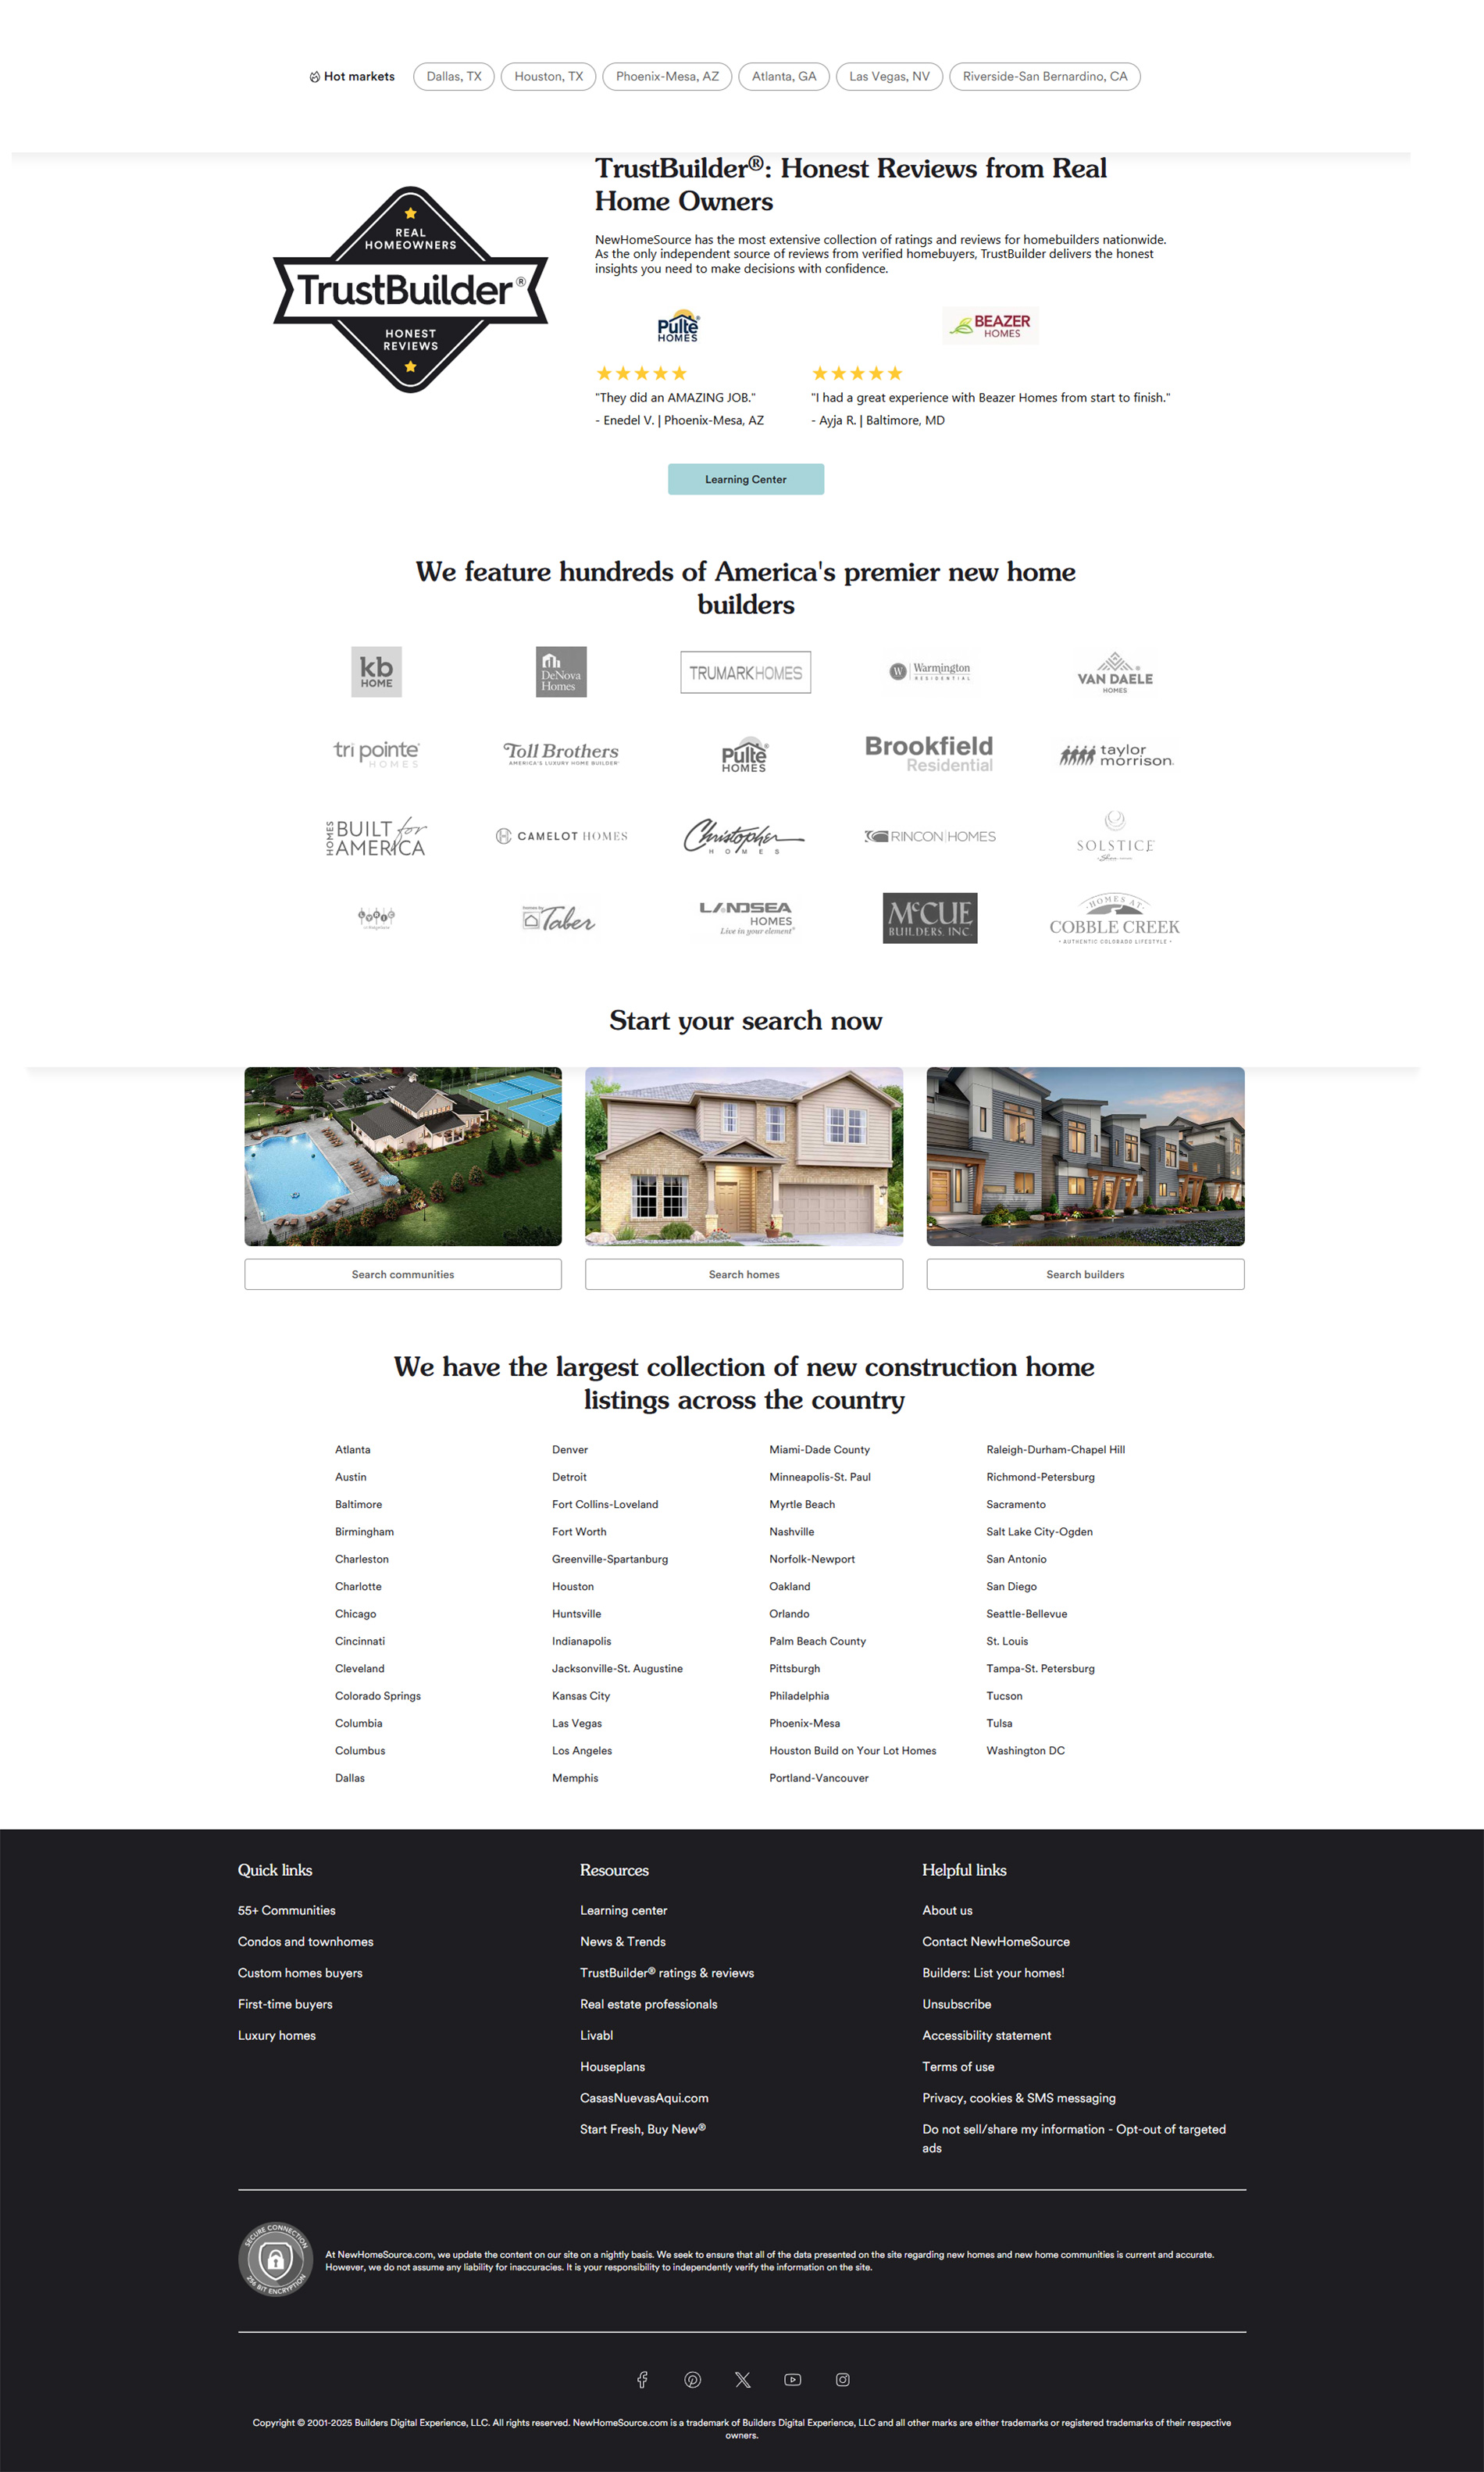 Hot markets
Dallas, TX
Houston, TX
Phoenix-Mesa, AZ
Atlanta, GA
Las Vegas, NV
Riverside-San Bernardino, CA
REAL
HOMEOWNERS
TrustBuilder®
HONEST
REVIEWS
TrustBuilder®: Honest Reviews from Real
Home Owners
NewHomeSource has the most extensive collection of ratings and reviews for homebuilders nationwide.
As the only independent source of reviews from verified homebuyers, TrustBuilder delivers the honest
insights you need to make decisions with confidence.
Pulte
HOMES
BEAZER
HOMES
"They did an AMAZING JOB."
- Enedel V. | Phoenix-Mesa, AZ
"I had a great experience with Beazer Homes from start to finish."
- Ayja R. | Baltimore, MD
Learning Center
We feature hundreds of America's premier new home
builders
kb
HOME
DeNova
Homes
TRUMARKHOMES
W Warmington
RESIDENTIAL
VAN DAELE
HOMES
tri pointe
HOMES
Toll Brothers
AMERICA'S LUXURY HOME BUILDER®
Pulte®
HOMES
Brookfield
Residential
taylor
morrison.
HOMES BUILT for
AMERICA
CAMELOT HOMES
Christopher
HOMES
RINCON HOMES
SOLSTICE
LYRIC
Taber
LANDSEA
HOMES
Live in your element®
McCUE
BUILDERS, INC.
HOMES AT
COBBLE CREEK
• AUTHENTIC COLORADO LIFESTYLE •
Start your search now
Search communities
Search homes
Search builders
We have the largest collection of new construction home
listings across the country
Atlanta
Austin
Baltimore
Birmingham
Charleston
Charlotte
Chicago
Cincinnati
Cleveland
Colorado Springs
Columbia
Columbus
Dallas
Denver
Detroit
Fort Collins-Loveland
Fort Worth
Greenville-Spartanburg
Houston
Huntsville
Indianapolis
Jacksonville-St. Augustine
Kansas City
Las Vegas
Los Angeles
Memphis
Miami-Dade County
Minneapolis-St. Paul
Myrtle Beach
Nashville
Norfolk-Newport
Oakland
Orlando
Palm Beach County
Pittsburgh
Philadelphia
Phoenix-Mesa
Houston Build on Your Lot Homes
Portland-Vancouver
Raleigh-Durham-Chapel Hill
Richmond-Petersburg
Sacramento
Salt Lake City-Ogden
San Antonio
San Diego
Seattle-Bellevue
St. Louis
Tampa-St. Petersburg
Tucson
Tulsa
Washington DC
Quick links
55+ Communities
Condos and townhomes
Custom homes buyers
First-time buyers
Luxury homes
Resources
Learning center
News & Trends
TrustBuilder® ratings & reviews
Real estate professionals
Livabl
Houseplans
CasasNuevasAqui.com
Start Fresh, Buy New®
Helpful links
About us
Contact NewHomeSource
Builders: List your homes!
Unsubscribe
Accessibility statement
Terms of use
Privacy, cookies & SMS messaging
Do not sell/share my information - Opt-out of targeted
ads
SECURE CONNECTION
256 BIT ENCRYPTION
At NewHomeSource.com, we update the content on our site on a nightly basis. We seek to ensure that all of the data presented on the site regarding new homes and new home communities is current and accurate.
However, we do not assume any liability for inaccuracies. It is your responsibility to independently verify the information on the site.
Copyright © 2001-2025 Builders Digital Experience, LLC. All rights reserved. NewHomeSource.com is a trademark of Builders Digital Experience, LLC and all other marks are either trademarks or registered trademarks of their respective
owners.